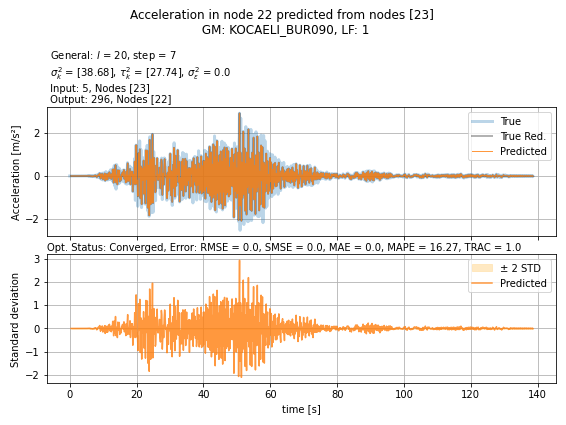 Acceleration in node 22 predicted from nodes [23]
GM: KOCAELI_BUR090, LF: 1
General: l = 20, step = 7
σ²ₖ = [38.68], τ²ₖ = [27.74], σ²ε = 0.0
Input: 5, Nodes [23]
Output: 296, Nodes [22]
Acceleration [m/s²]
2
0
−2
True
True Red.
Predicted
Opt. Status: Converged, Error: RMSE = 0.0, SMSE = 0.0, MAE = 0.0, MAPE = 16.27, TRAC = 1.0
Standard deviation
3
2
1
0
−1
−2
± 2 STD
Predicted
0 20 40 60 80 100 120 140
time [s]